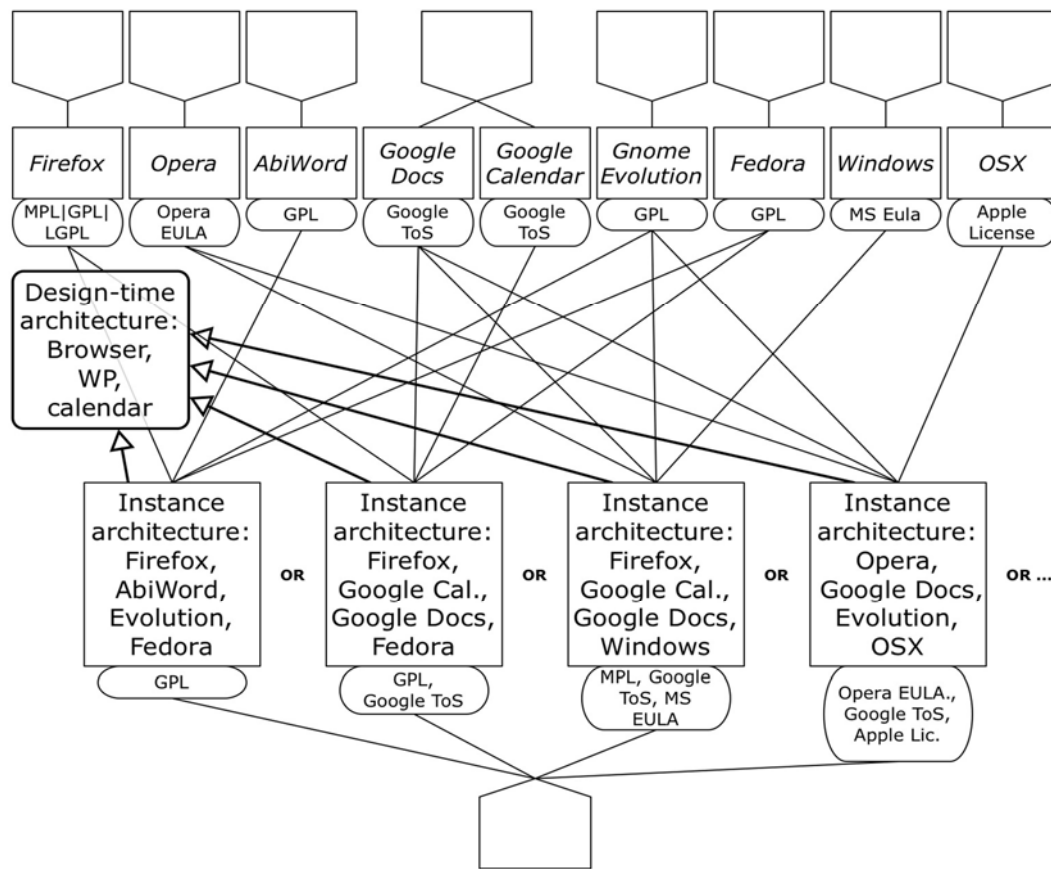 Firefox
Opera
AbiWord
Google
Docs
Google
Calendar
Gnome
Evolution
Fedora
Windows
OSX
MPL|GPL|
LGPL
Opera
EULA
GPL
Google
ToS
Google
ToS
GPL
GPL
MS Eula
Apple
License
Design-time
architecture:
Browser,
WP,
calendar
Instance
architecture:
Firefox,
AbiWord,
Evolution,
Fedora
GPL
OR
Instance
architecture:
Firefox,
Google Cal.,
Google Docs,
Fedora
GPL,
Google ToS
OR
Instance
architecture:
Firefox,
Google Cal.,
Google Docs,
Windows
MPL, Google
ToS, MS
EULA
OR
Instance
architecture:
Opera,
Google Docs,
Evolution,
OSX
Opera EULA.,
Google ToS,
Apple Lic.
OR ...